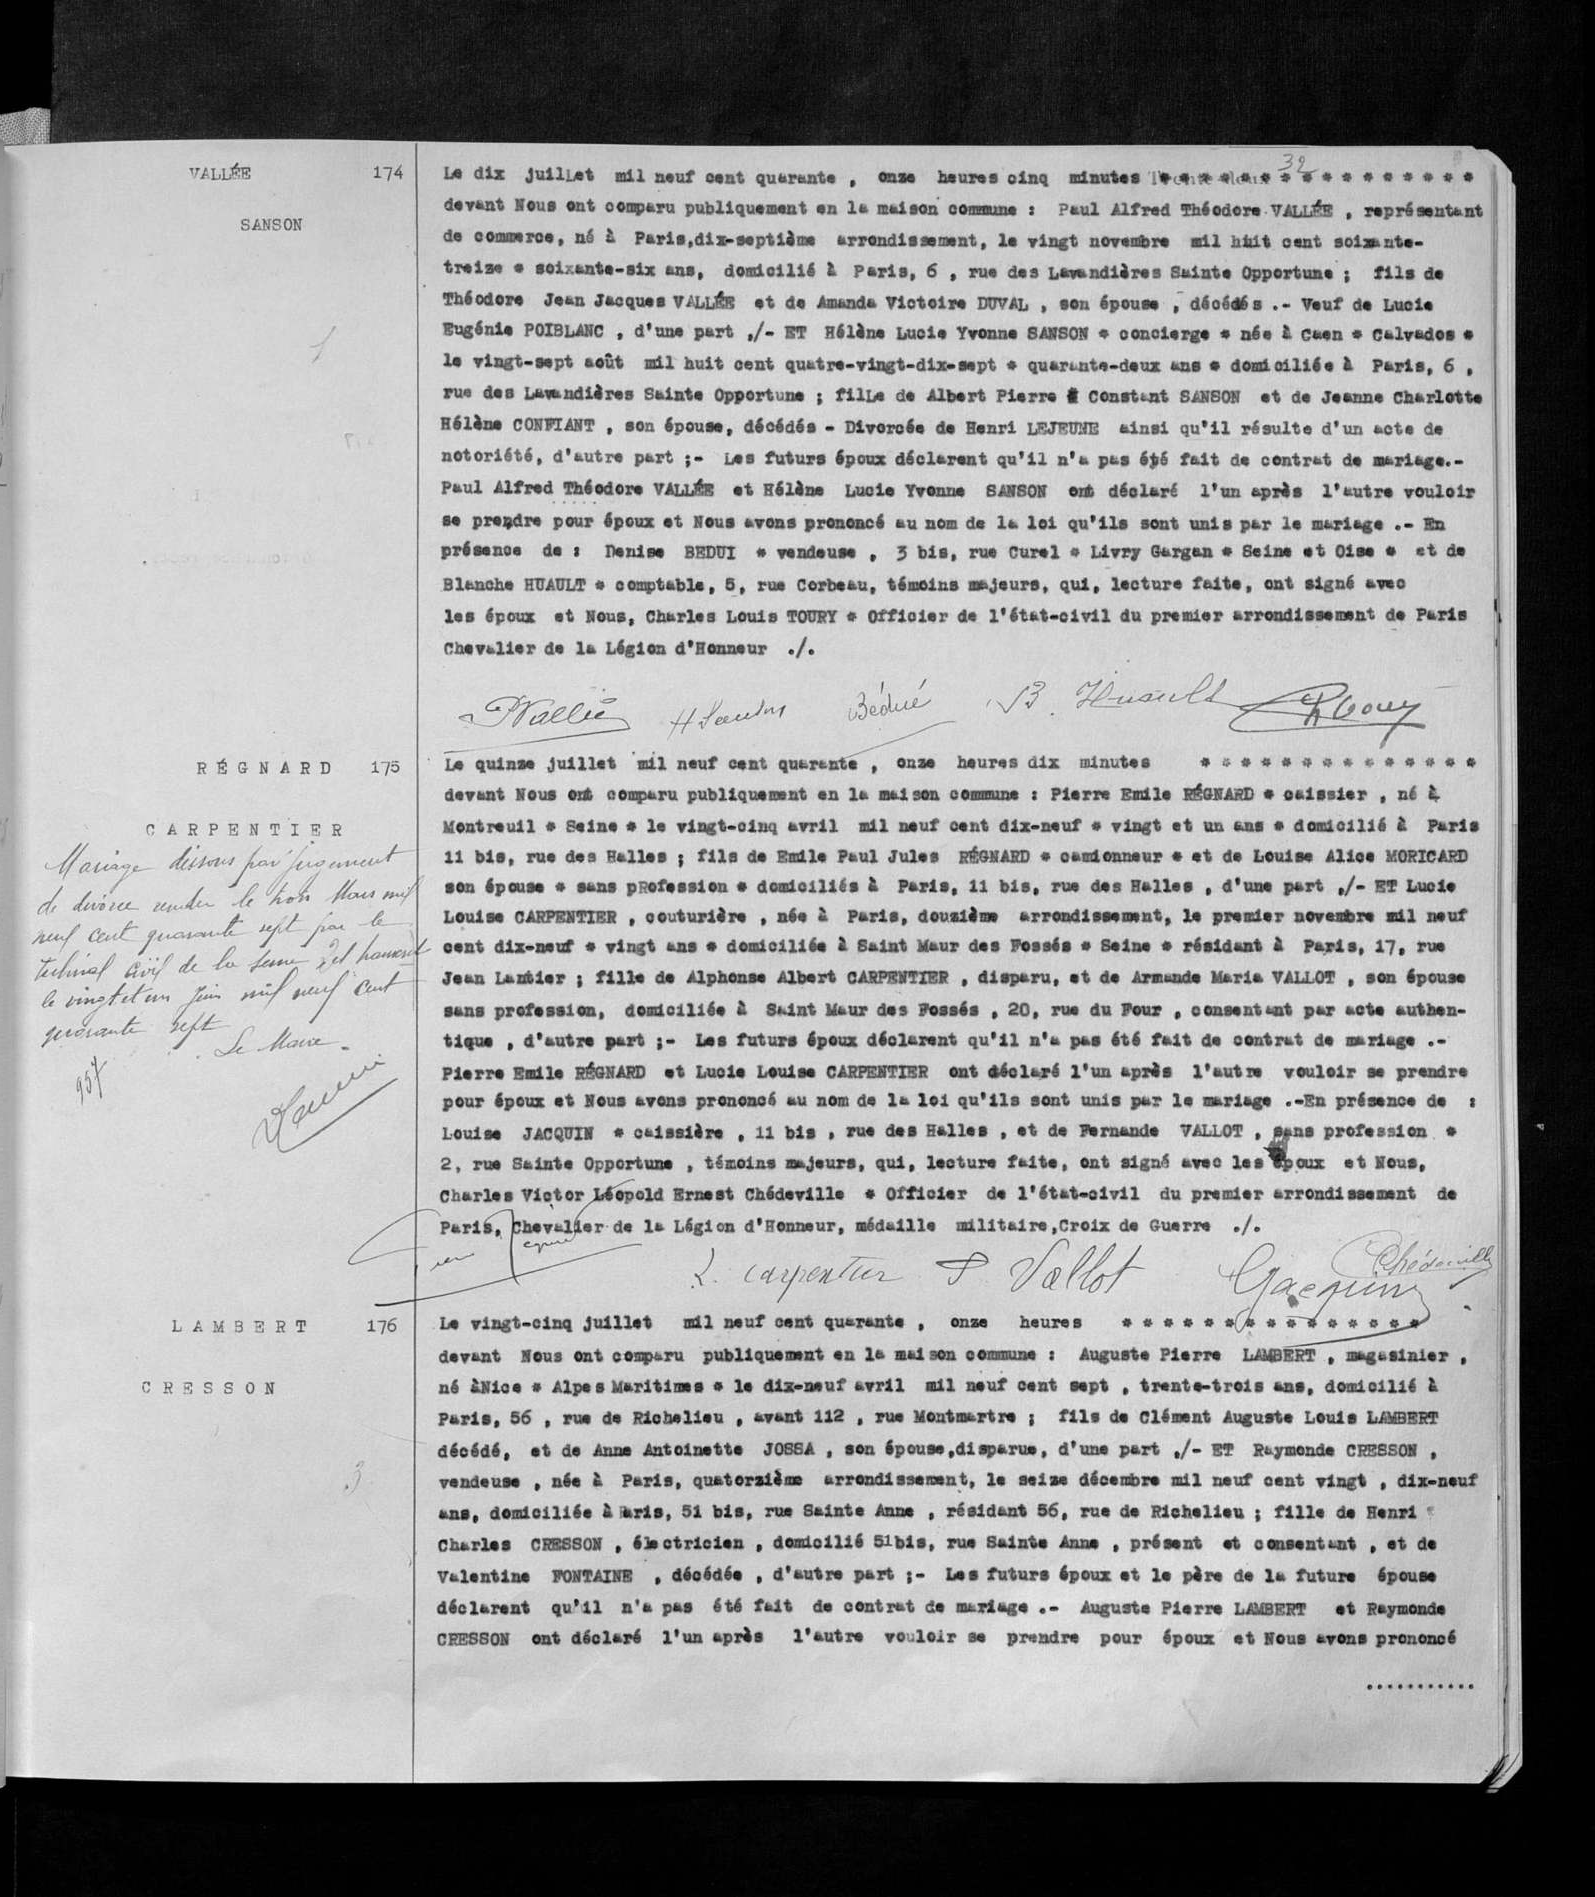 32
VALLÉE 174
SANSON
Le dix juilLet mil neuf cent quarante , onze heures cinq minutes * * * * * * * * * * * * * * * *
devant Nous ont comparu publiquement en la maison commune : Paul Alfred Théodore VALLÉE , représentant
de commerce, né à Paris,dix-septième arrondissement, le vingt novembre mil huit cent soixante-
treize * soixante-six ans, domicilié à Paris, 6 , rue des Lavandières Sainte Opportune ; fils de
Théodore Jean Jacques VALLÉE et de Amanda Victoire DUVAL , son épouse , décédés .- Veuf de Lucie
Eugénie POIBLANC , d'une part ,/- ET Hélène Lucie Yvonne SANSON * concierge * née à Caen * Calvados *
le vingt-sept août mil huit cent quatre-vingt-dix-sept * quarante-deux ans * domiciliée à Paris, 6 ,
rue des Lavandières Sainte Opportune ; filLe de Albert Pierre Constant SANSON et de Jeanne Charlotte
Hélène CONFIANT , son épouse, décédés - Divorcée de Henri LEJEUNE ainsi qu'il résulte d'un acte de
notoriété, d'autre part ;- Les futurs époux déclarent qu'il n'a pas été fait de contrat de mariage.-
Paul Alfred Théodore VALLÉE et Hélène Lucie Yvonne SANSON ont déclaré l'un après l'autre vouloir
se prendre pour époux et Nous avons prononcé au nom de la loi qu'ils sont unis par le mariage .- En
présence de : Denise BEDUI * vendeuse , 3 bis, rue Curel * Livry Gargan * Seine et Oise * et de
Blanche HUAULT * comptable, 5, rue Corbeau, témoins majeurs, qui, lecture faite, ont signé avec
les époux et Nous, Charles Louis TOURY * Officier de l'état-civil du premier arrondissement de Paris
Chevalier de la Légion d'Honneur ./.
PVallée HSanson Bédué B. Huault
RÉGNARD 175
CARPENTIER
Mariage dissous par jugement
de divorce rendu le trois Mars mil
neuf cent quarante sept par le
tribunal civil de la Seine et transcrit
le vingt et un Juin mil neuf cent
quarante sept
Le Maire -
957
Le quinze juillet mil neuf cent quarante , onze heures dix minutes * * * * * * * * * * * * * *
devant Nous ont comparu publiquement en la maison commune : Pierre Emile RÉGNARD * caissier , né à
Montreuil * Seine * le vingt-cinq avril mil neuf cent dix-neuf * vingt et un ans * domicilié à Paris
11 bis, rue des Halles ; fils de Emile Paul Jules RÉGNARD * camionneur * et de Louise Alice MORICARD
son épouse * sans pRofession * domiciliés à Paris, 11 bis, rue des Halles , d'une part ,/- ET Lucie
Louise CARPENTIER , couturière , née à Paris, douzième arrondissement, le premier novembre mil neuf
cent dix-neuf * vingt ans * domiciliée à Saint Maur des Fossés * Seine * résidant à Paris, 17, rue
Jean Lantier ; fille de Alphonse Albert CARPENTIER , disparu, et de Armande Maria VALLOT , son épouse
sans profession, domiciliée à Saint Maur des Fossés , 20, rue du Four , consentant par acte authen-
tique , d'autre part ;- Les futurs époux déclarent qu'il n'a pas été fait de contrat de mariage .-
Pierre Emile RÉGNARD et Lucie Louise CARPENTIER ont déclaré l'un après l'autre vouloir se prendre
pour époux et Nous avons prononcé au nom de la loi qu'ils sont unis par le mariage .-En présence de :
Louise JACQUIN * caissière , 11 bis , rue des Halles , et de Fernande VALLOT , sans profession *
2, rue Sainte Opportune , témoins majeurs, qui, lecture faite, ont signé avec les époux et Nous,
Charles Victor Léopold Ernest Chédeville * Officier de l'état-civil du premier arrondissement de
Paris, Chevalier de la Légion d'Honneur, médaille militaire,Croix de Guerre ./.
L. Carpentier F Vallot Jacquin Chédeville
LAMBERT 176
CRESSON
3
Le vingt-cinq juillet mil neuf cent quarante , onze heures * * * * * * * * * * * * * * *
devant Nous ont comparu publiquement en la maison commune : Auguste Pierre LAMBERT , magasinier ,
né àNice * Alpes Maritimes * le dix-neuf avril mil neuf cent sept , trente-trois ans, domicilié à
Paris, 56 , rue de Richelieu , avant 112 , rue Montmartre ; fils de Clément Auguste Louis LAMBERT
décédé, et de Anne Antoinette JOSSA , son épouse,disparue, d'une part ,/- ET Raymonde CRESSON ,
vendeuse , née à Paris, quatorzième arrondissement, le seize décembre mil neuf cent vingt , dix-neuf
ans, domiciliée à Paris, 51 bis, rue Sainte Anne , résidant 56, rue de Richelieu ; fille de Henri
Charles CRESSON , électricien , domicilié 51bis, rue Sainte Anne , présent et consentant , et de
Valentine FONTAINE , décédée , d'autre part ;- Les futurs époux et le père de la future épouse
déclarent qu'il n'a pas été fait de contrat de mariage .- Auguste Pierre LAMBERT et Raymonde
CRESSON ont déclaré l'un après l'autre vouloir se prendre pour époux et Nous avons prononcé
...........